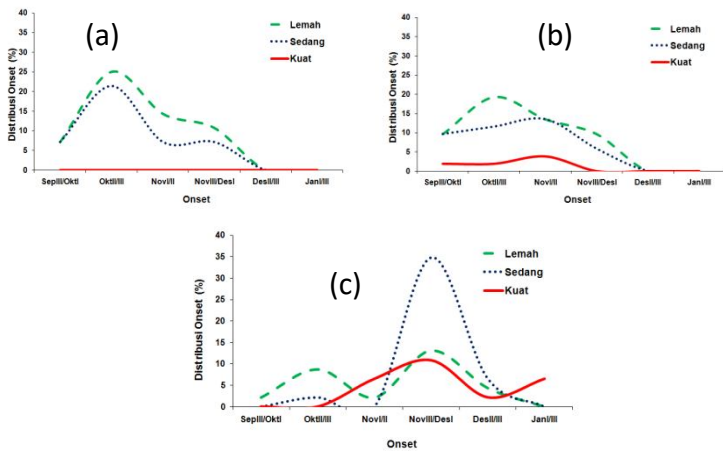 (a)
Distribusi Onset (%)
40
35
30
25
20
15
10
5
0
Lemah
Sedang
Kuat
SepIII/OktI OktII/III NovI/II NovIII/DesI DesII/III JanI/III
Onset
(b)
Distribusi Onset (%)
40
35
30
25
20
15
10
5
0
Lemah
Sedang
Kuat
SepIII/OktI OktII/III NovI/II NovIII/DesI DesII/III JanI/III
Onset
(c)
Distribusi Onset (%)
40
35
30
25
20
15
10
5
0
Lemah
Sedang
Kuat
SepIII/OktI OktII/III NovI/II NovIII/DesI DesII/III JanI/III
Onset